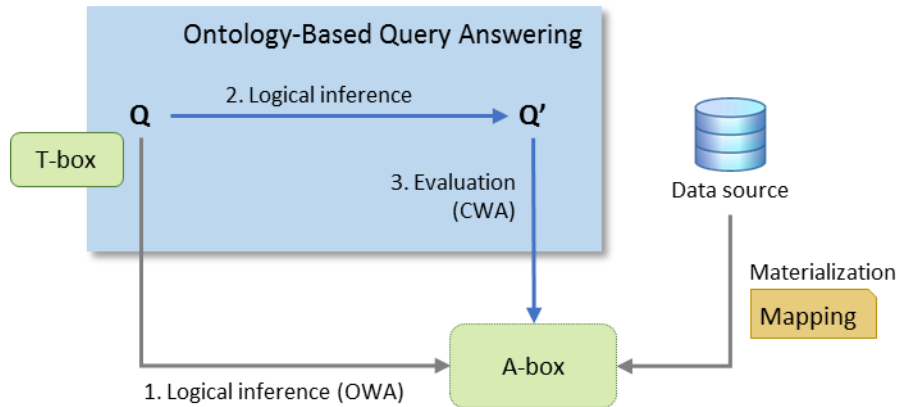 Ontology-Based Query Answering
2. Logical inference
Q
Q’
T-box
3. Evaluation
(CWA)
Data source
Materialization
Mapping
A-box
1. Logical inference (OWA)